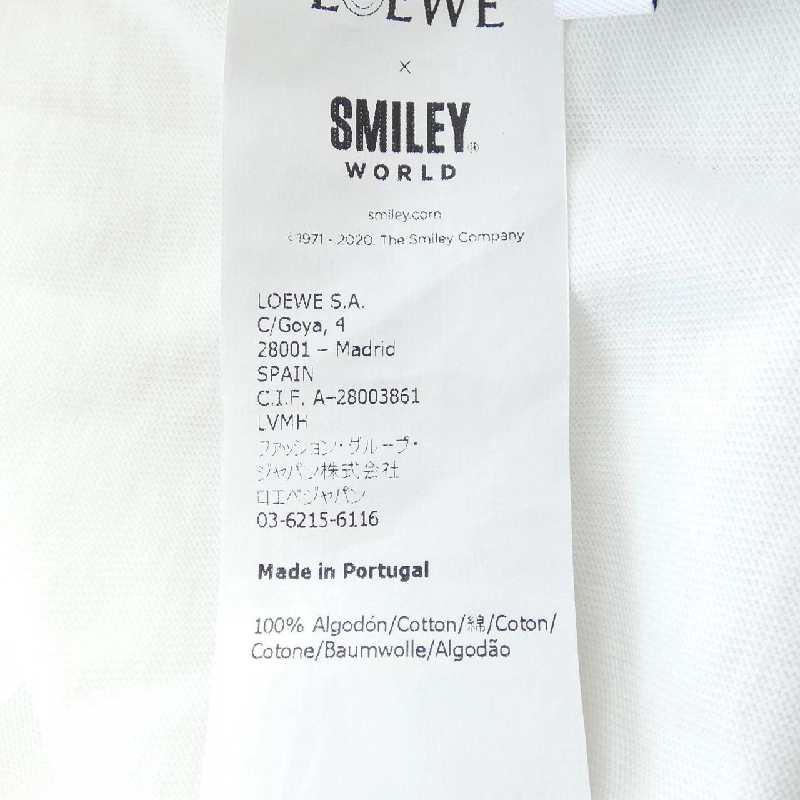 LOEWE
×
SMILEY®
WORLD
smiley.com
©1971 - 2020. The Smiley Company
LOEWE S.A.
C/Goya, 4
28001 – Madrid
SPAIN
C.I.F. A-28003861
LVMH
ファッション・グループ・
ジャパン株式会社
ロエベジャパン
03-6215-6116
Made in Portugal
100% Algodón/Cotton/綿/Coton/
Cotone/Baumwolle/Algodão